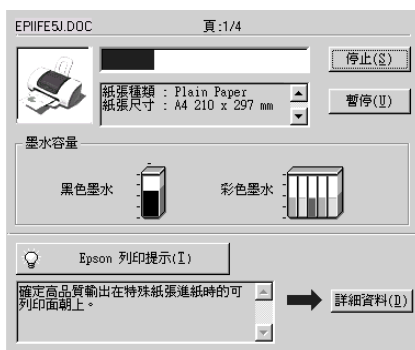 EPIIFE5J.DOC 頁:1/4
停止(S)
紙張種類 : Plain Paper
紙張尺寸 : A4 210 x 297 mm
暫停(U)
墨水容量
黑色墨水 彩色墨水
Epson 列印提示(I)
確定高品質輸出在特殊紙張進紙時的可
列印面朝上。
詳細資料(D)